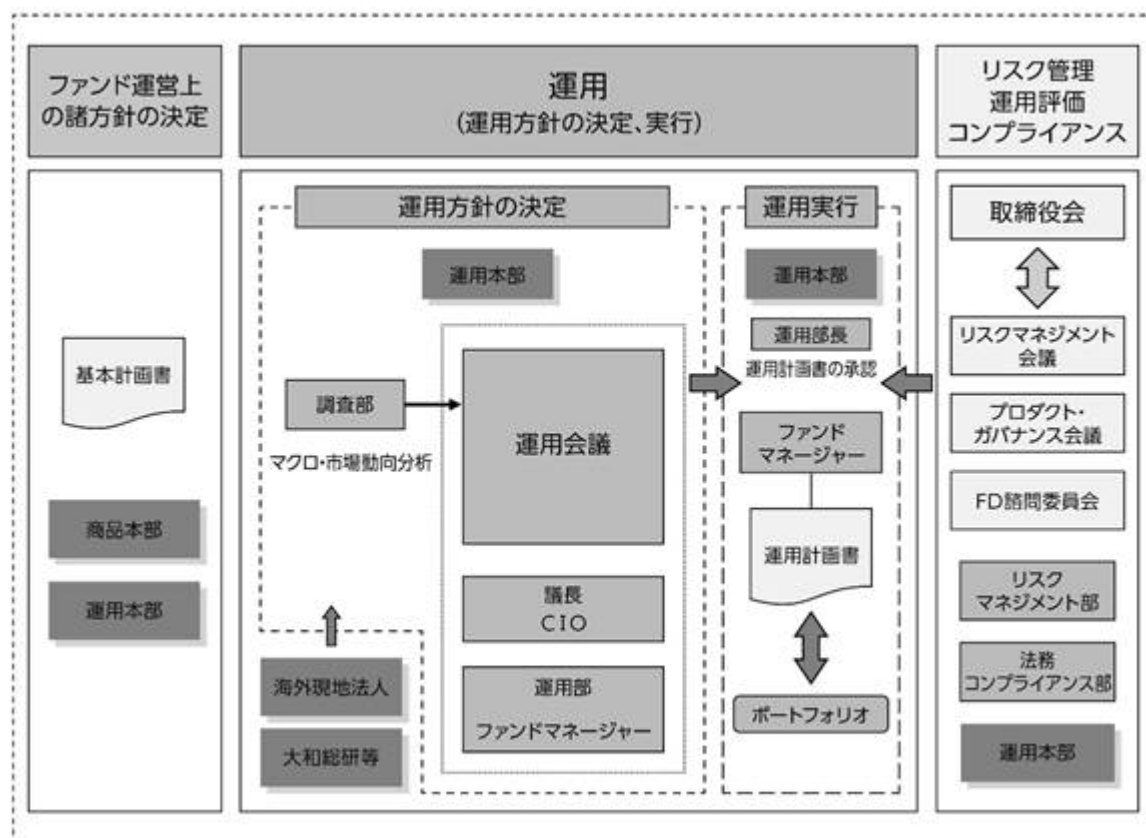 ファンド運営上
の諸方針の決定
基本計画書
商品本部
運用本部
運用
(運用方針の決定、実行)
運用方針の決定
運用本部
調査部
マクロ・市場動向分析
運用会議
議長
CIO
運用部
ファンドマネージャー
海外現地法人
大和総研等
運用実行
運用本部
運用部長
運用計画書の承認
ファンド
マネージャー
運用計画書
ポートフォリオ
リスク管理
運用評価
コンプライアンス
取締役会
リスクマネジメント
会議
プロダクト・
ガバナンス会議
FD諮問委員会
リスク
マネジメント部
法務
コンプライアンス部
運用本部